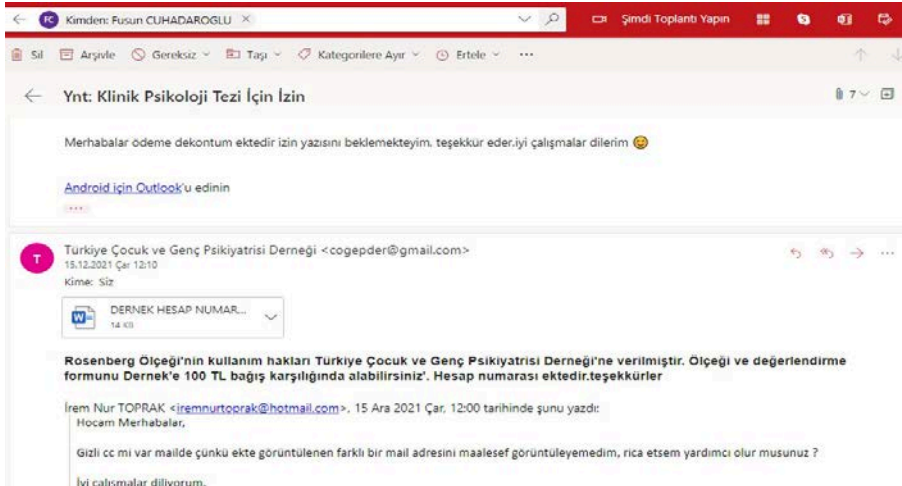 FC Kimden: Fusun CUHADAROGLU × Şimdi Toplantı Yapın
Sil Arşivle Gereksiz Taşı Kategorilere Ayır Ertele ...
Ynt: Klinik Psikoloji Tezi İçin İzin 7
Merhabalar ödeme dekontum ektedir izin yazısını beklemekteyim. teşekkür eder.iyi çalışmalar dilerim 😊
Android için Outlook'u edinin
...
T Türkiye Çocuk ve Genç Psikiyatrisi Derneği <cogepder@gmail.com>
15.12.2021 Çar 12:10
Kime: Siz
DERNEK HESAP NUMAR...
14 KB
Rosenberg Ölçeği'nin kullanım hakları Türkiye Çocuk ve Genç Psikiyatrisi Derneği'ne verilmiştir. Ölçeği ve değerlendirme
formunu Dernek'e 100 TL bağış karşılığında alabilirsiniz'. Hesap numarası ektedir.teşekkürler
İrem Nur TOPRAK <iremnurtoprak@hotmail.com>, 15 Ara 2021 Çar, 12:00 tarihinde şunu yazdı:
Hocam Merhabalar,
Gizli cc mi var mailde çünkü ekte görüntülenen farklı bir mail adresini maalesef görüntüleyemedim, rica etsem yardımcı olur musunuz ?
İyi çalışmalar diliyorum.